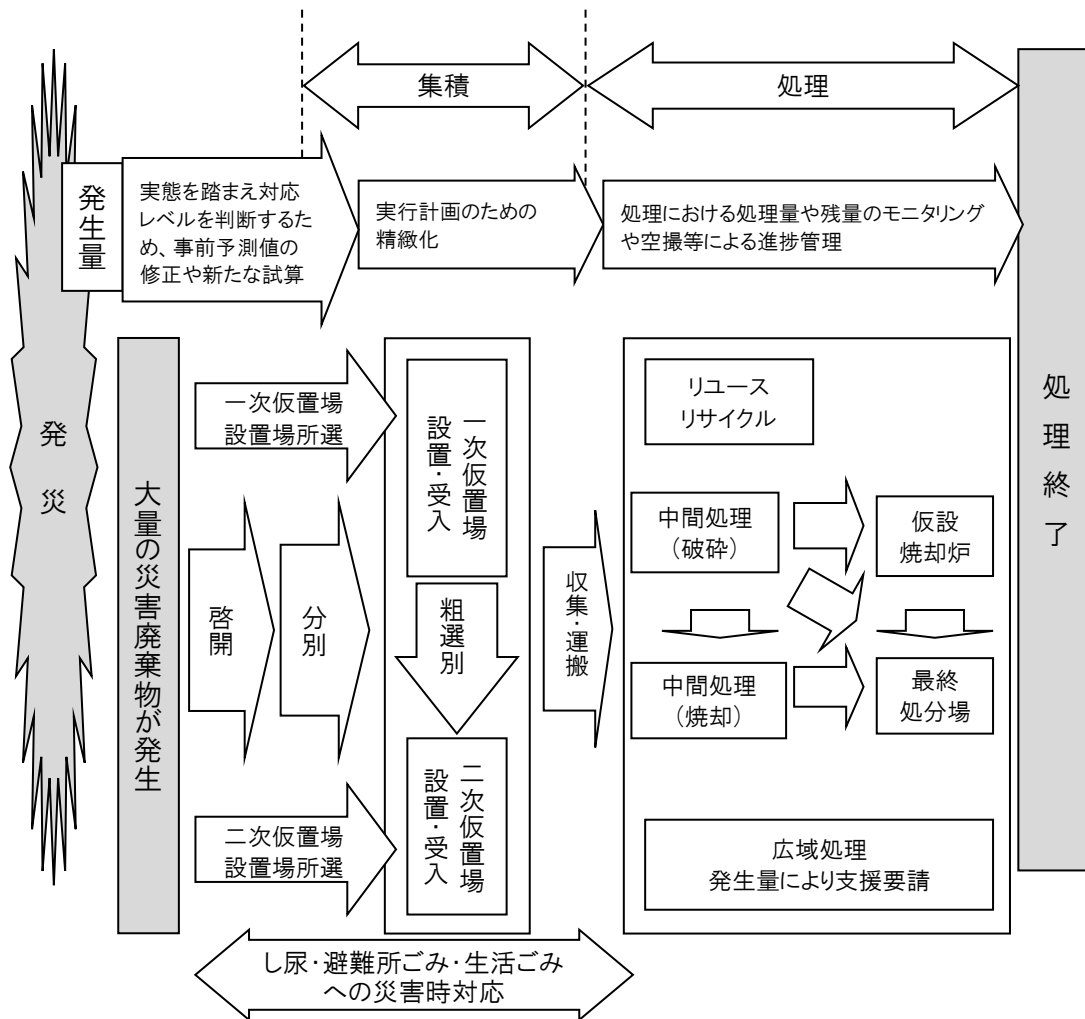 集積
処理
発生量
実態を踏まえ対応
レベルを判断するた
め、事前予測値の
修正や新たな試算
実行計画のための
精緻化
処理における処理量や残量のモニタリング
や空撮等による進捗管理
発災
処理終了
大量の災害廃棄物が発生
一次仮置場
設置場所選
啓開
分別
二次仮置場
設置場所選
一次仮置場
設置・受入
粗選別
二次仮置場
設置・受入
収集・運搬
リユース
リサイクル
中間処理
（破砕）
仮設
焼却炉
中間処理
（焼却）
最終
処分場
広域処理
発生量により支援要請
し尿・避難所ごみ・生活ごみ
への災害時対応